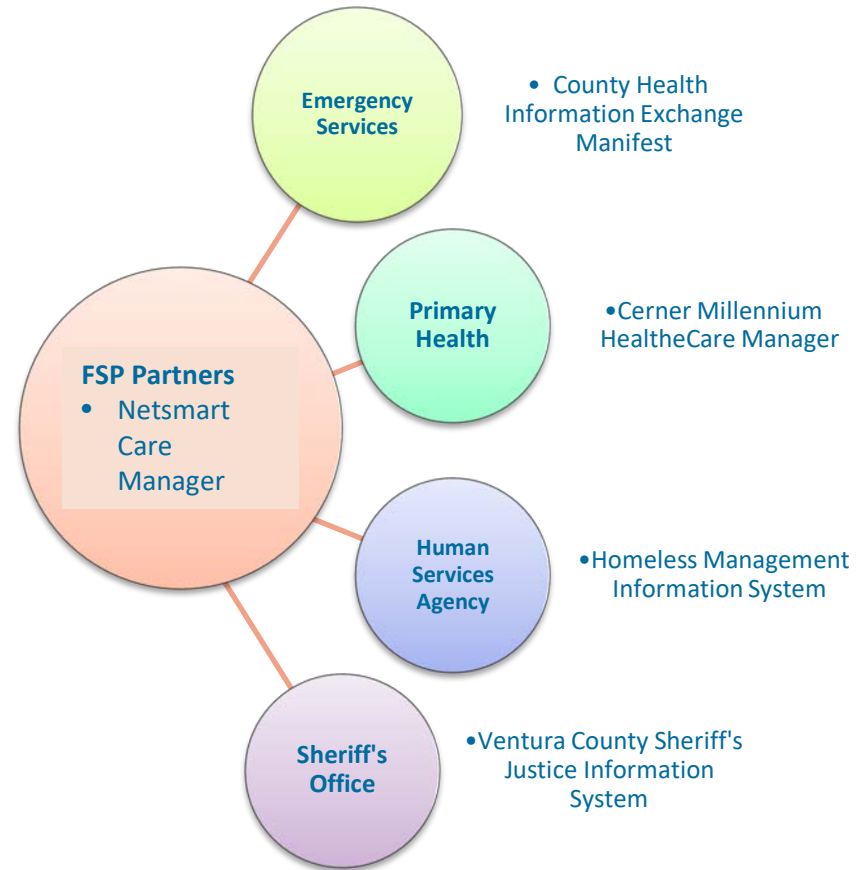 Emergency
Services
• County Health
Information Exchange
Manifest
Primary
Health
•Cerner Millennium
HealtheCare Manager
FSP Partners
• Netsmart
Care
Manager
Human
Services
Agency
•Homeless Management
Information System
Sheriff's
Office
•Ventura County Sheriff's
Justice Information
System